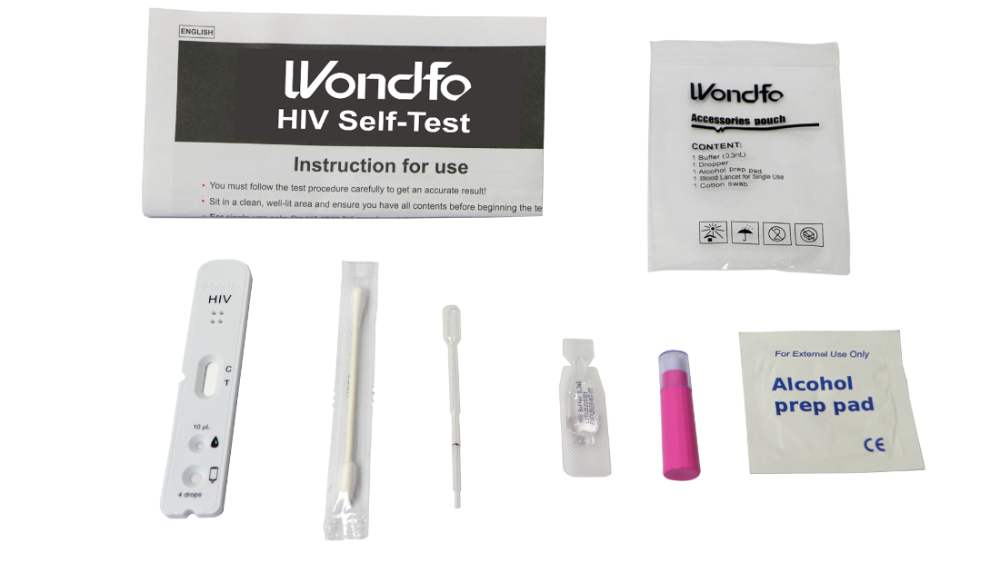 ENGLISH
Wondfo
HIV Self-Test
Instruction for use
• You must follow the test procedure carefully to get an accurate result!
• Sit in a clean, well-lit area and ensure you have all contents before beginning the te
Wondfo
Accessories pouch
CONTENT:
1 Buffer (0.3mL)
1 Dropper
1 Alcohol prep pad
1 Blood Lancet for Single Use
1 Cotton swab
Wondfo
HIV
C
T
10 µL
4 drops
HIV Buffer
For External Use Only
Alcohol
prep pad
CE